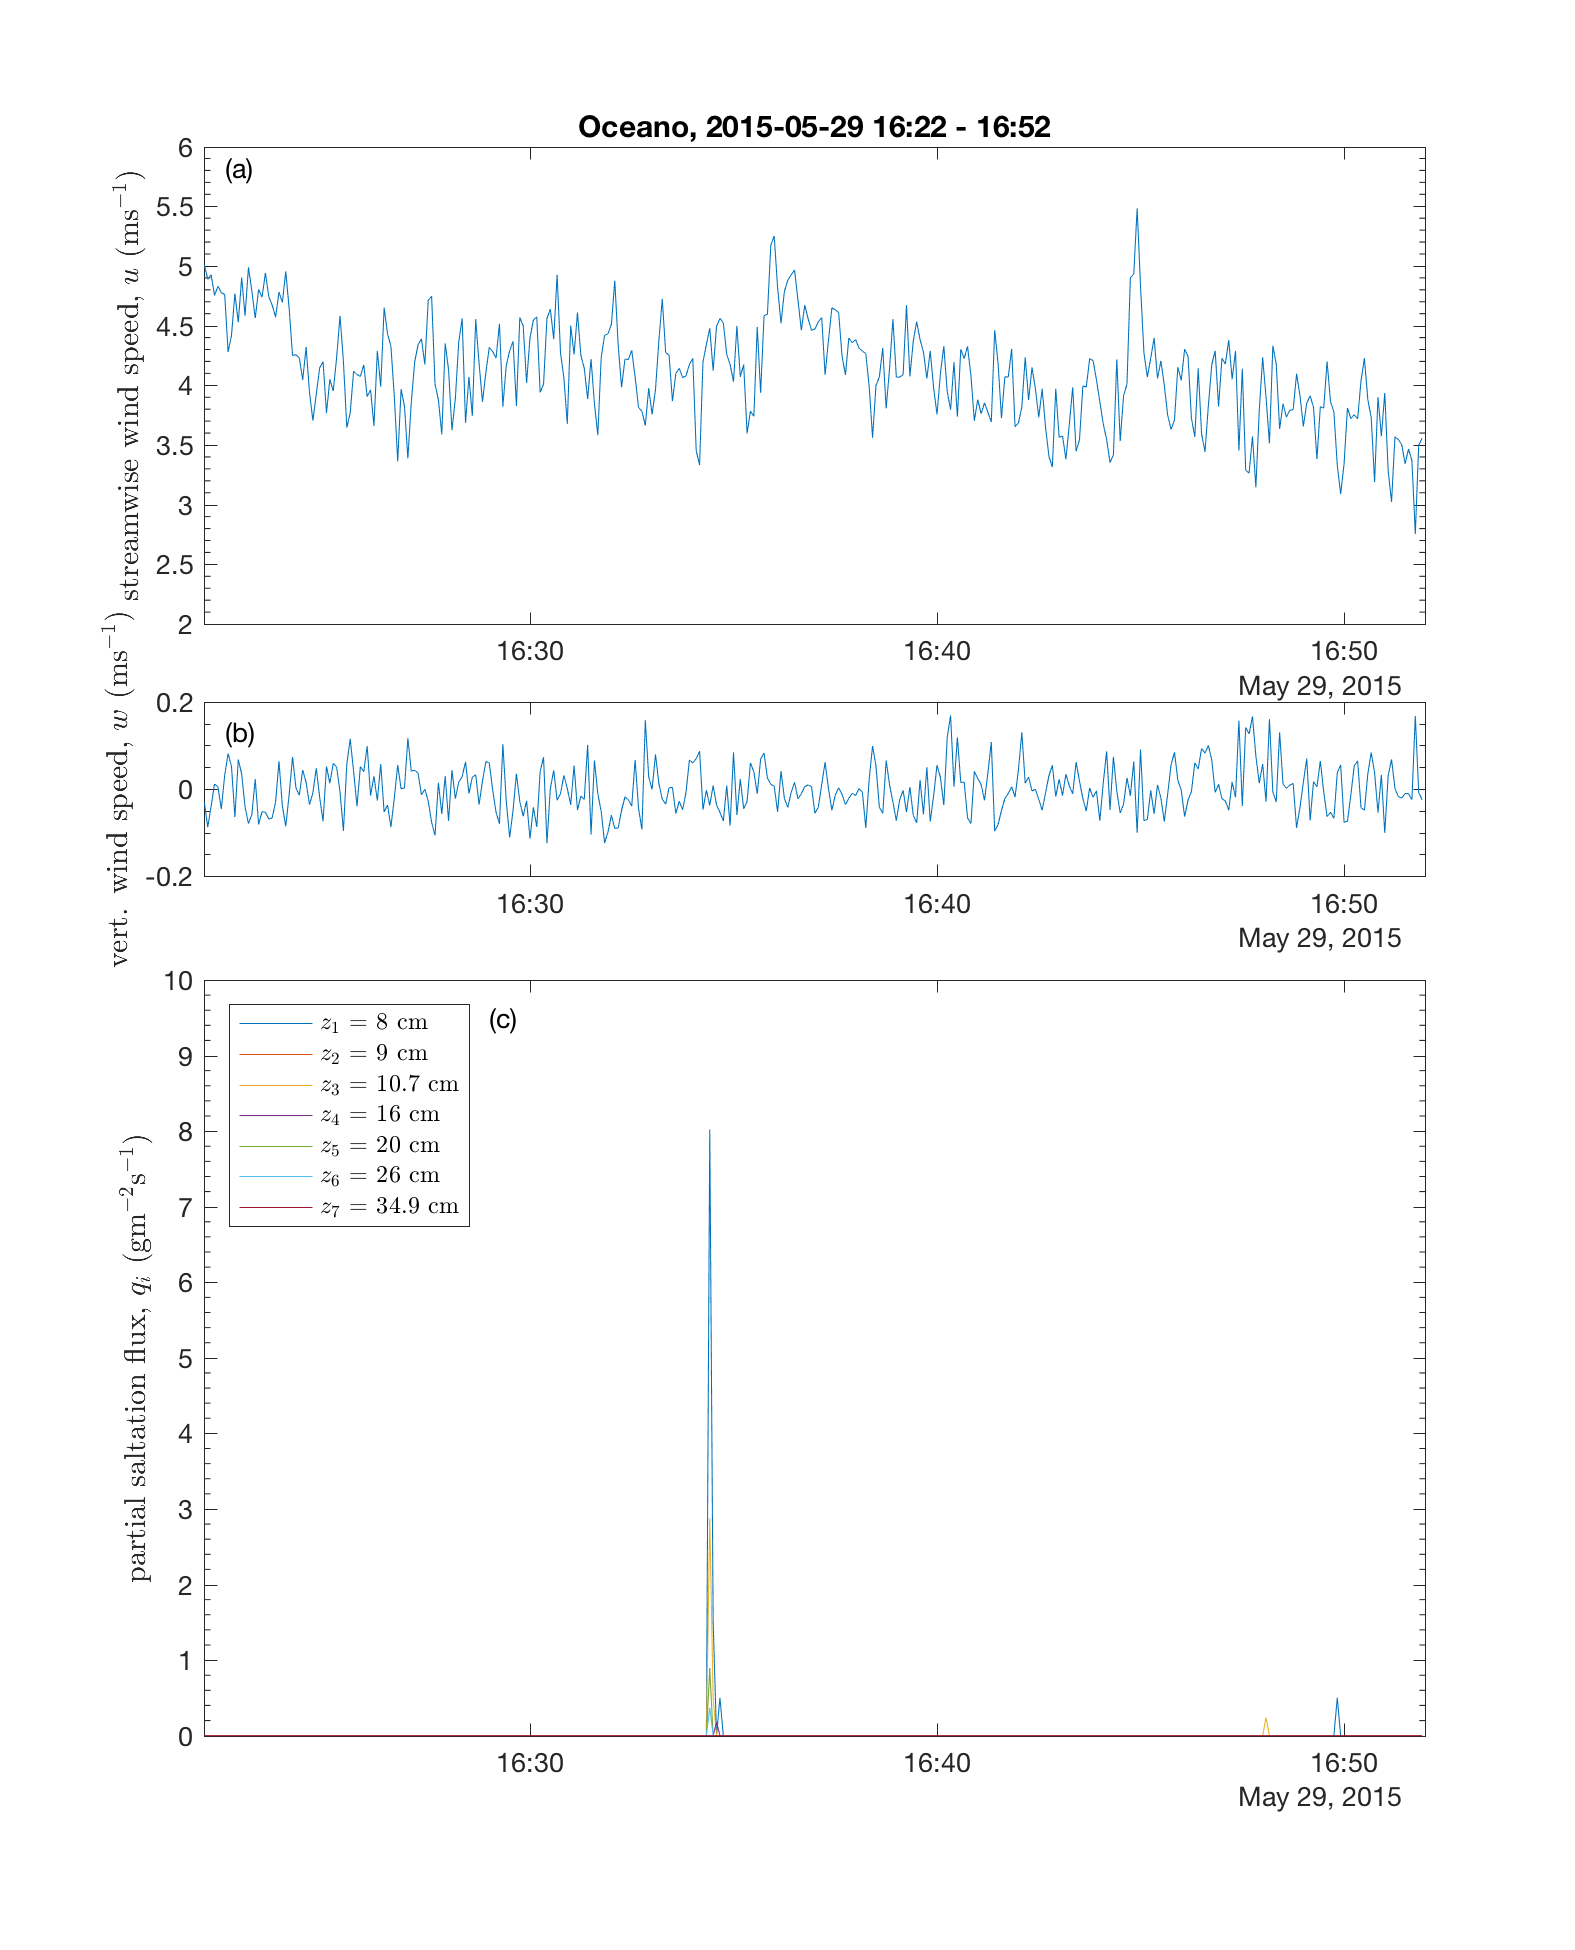 Oceano, 2015-05-29 16:22 - 16:52
(a)
streamwise wind speed, u (ms⁻¹)
6
5.5
5
4.5
4
3.5
3
2.5
2
16:30 16:40 16:50
May 29, 2015
(b)
vert. wind speed, w (ms⁻¹)
0.2
0
-0.2
16:30 16:40 16:50
May 29, 2015
(c)
partial saltation flux, qᵢ (gm⁻²s⁻¹)
10
9
8
7
6
5
4
3
2
1
0
z₁ = 8 cm
z₂ = 9 cm
z₃ = 10.7 cm
z₄ = 16 cm
z₅ = 20 cm
z₆ = 26 cm
z₇ = 34.9 cm
16:30 16:40 16:50
May 29, 2015